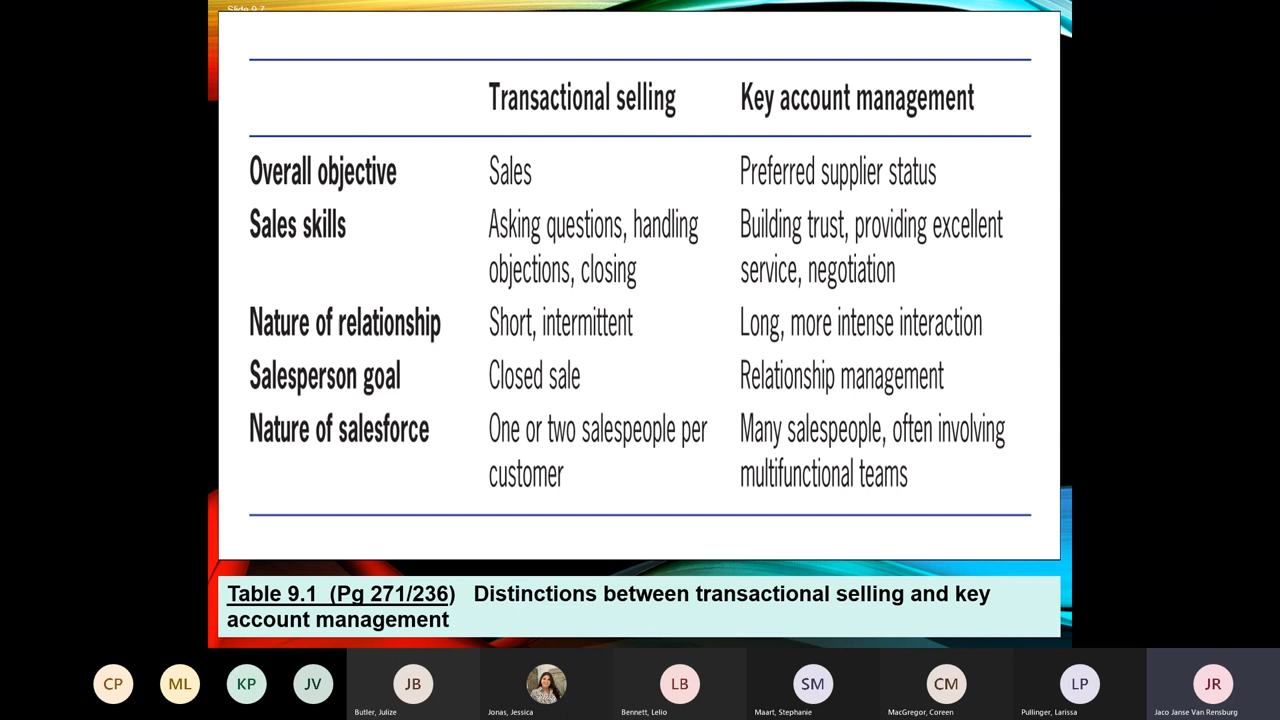 Slide 9.7
Transactional selling Key account management
Overall objective Sales Preferred supplier status
Sales skills Asking questions, handling Building trust, providing excellent
objections, closing service, negotiation
Nature of relationship Short, intermittent Long, more intense interaction
Salesperson goal Closed sale Relationship management
Nature of salesforce One or two salespeople per Many salespeople, often involving
customer multifunctional teams
Table 9.1 (Pg 271/236) Distinctions between transactional selling and key
account management
CP ML KP JV JB LB SM CM LP JR
Butler, Julize Jonas, Jessica Bennett, Lelio Maart, Stephanie MacGregor, Coreen Pullinger, Larissa Jaco Janse Van Rensburg